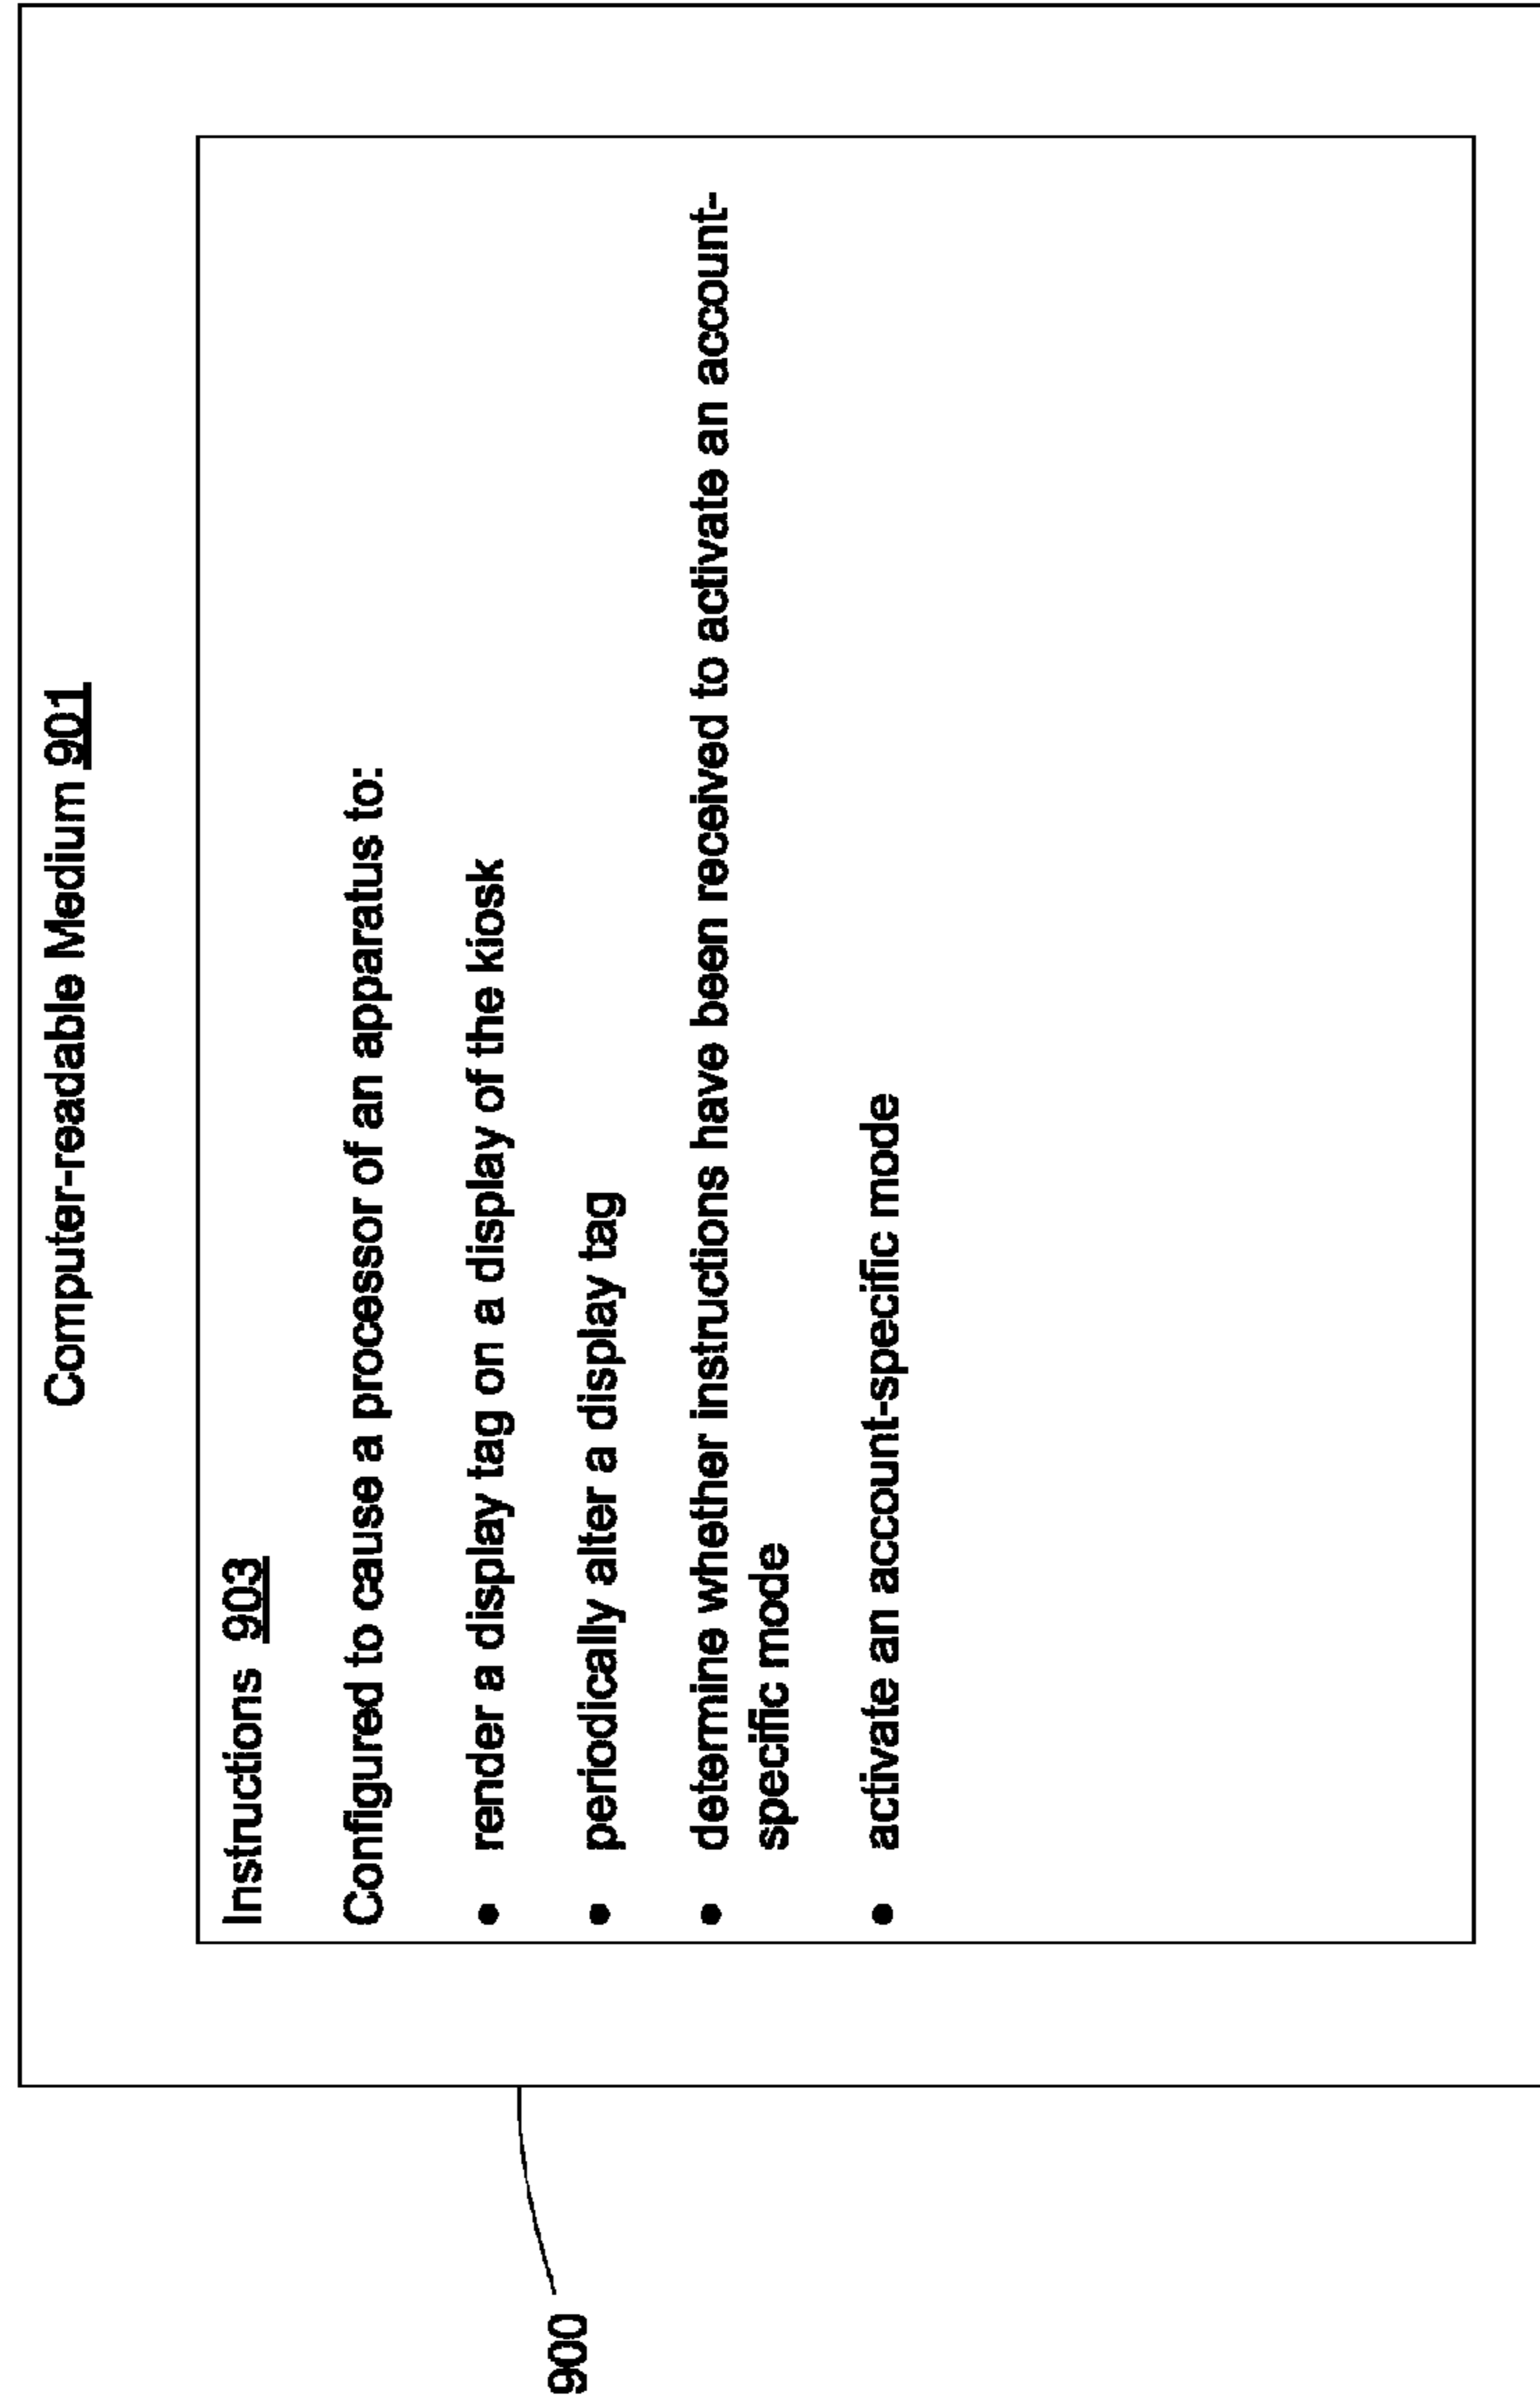 Computer-readable Medium 901
Instructions 903
Configured to cause a processor of an apparatus to:
• render a display tag on a display of the kiosk
• periodically alter a display tag
• determine whether instructions have been received to activate an account-
specific mode
• activate an account-specific mode
900